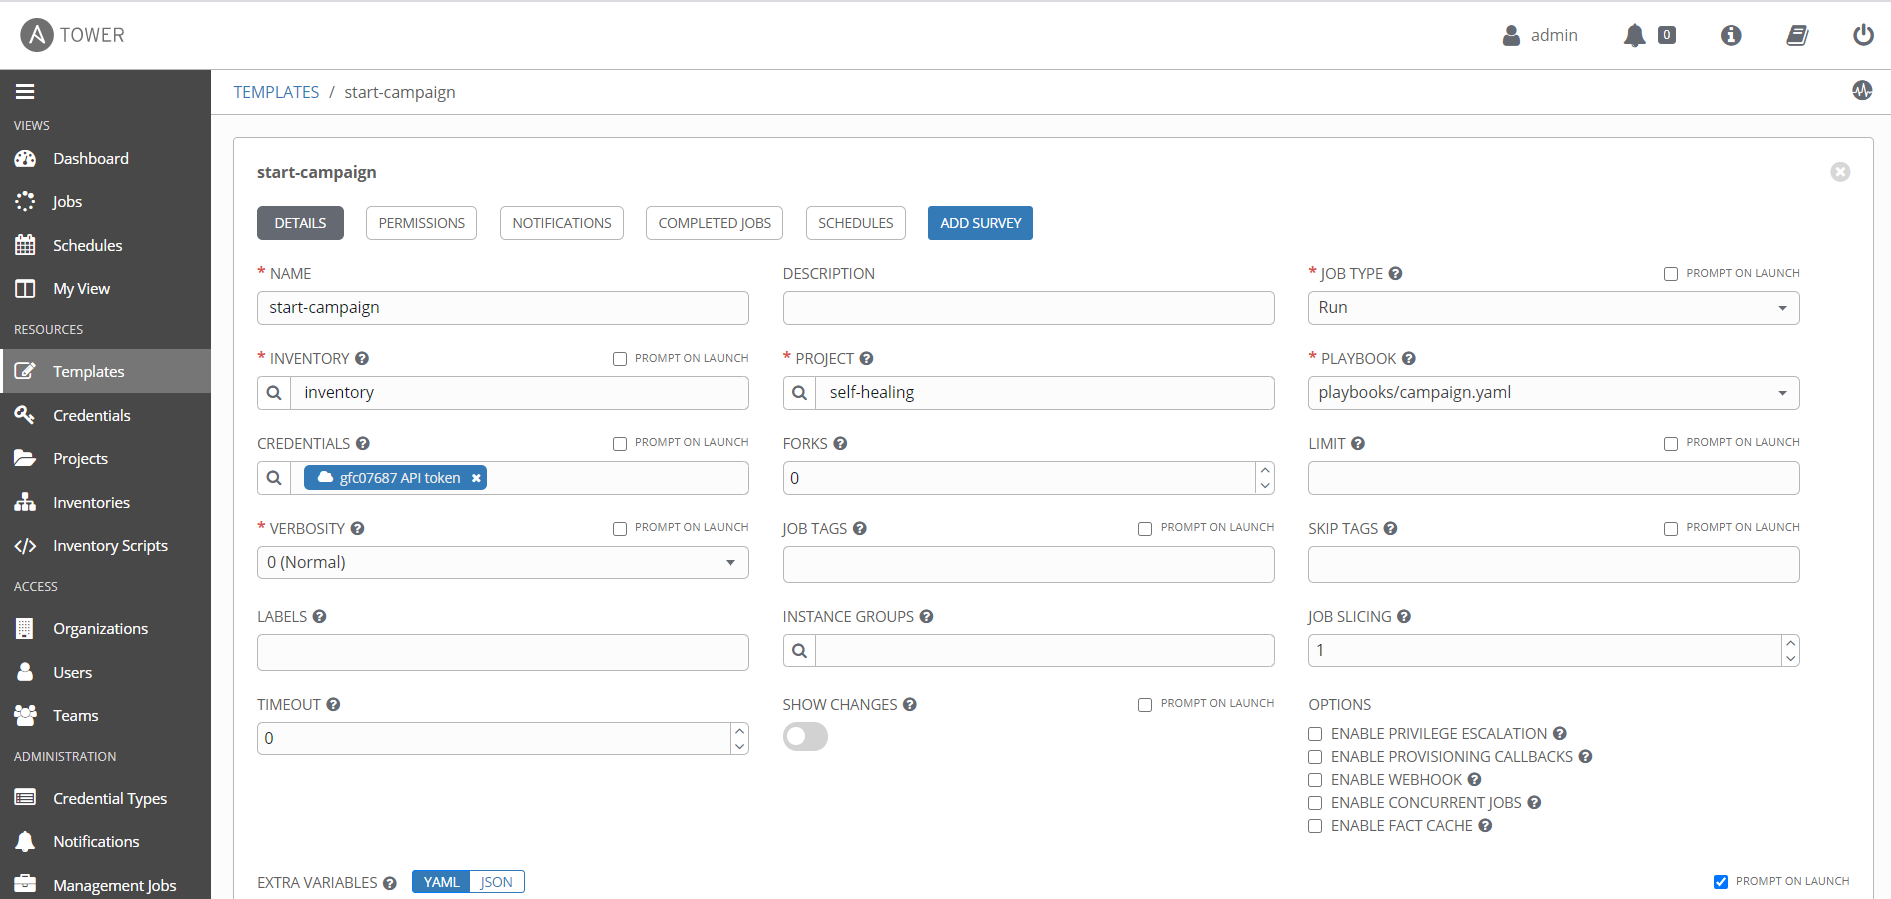 TOWER
admin
0
VIEWS
Dashboard
Jobs
Schedules
My View
RESOURCES
Templates
Credentials
Projects
Inventories
Inventory Scripts
ACCESS
Organizations
Users
Teams
ADMINISTRATION
Credential Types
Notifications
Management Jobs
TEMPLATES / start-campaign
start-campaign
DETAILS PERMISSIONS NOTIFICATIONS COMPLETED JOBS SCHEDULES ADD SURVEY
* NAME
start-campaign
DESCRIPTION
* JOB TYPE ? PROMPT ON LAUNCH
Run
* INVENTORY ? PROMPT ON LAUNCH
inventory
* PROJECT ?
self-healing
* PLAYBOOK ?
playbooks/campaign.yaml
CREDENTIALS ? PROMPT ON LAUNCH
gfc07687 API token ×
FORKS ?
0
LIMIT ? PROMPT ON LAUNCH
* VERBOSITY ? PROMPT ON LAUNCH
0 (Normal)
JOB TAGS ? PROMPT ON LAUNCH
SKIP TAGS ? PROMPT ON LAUNCH
LABELS ?
INSTANCE GROUPS ?
JOB SLICING ?
1
TIMEOUT ?
0
SHOW CHANGES ? PROMPT ON LAUNCH
OPTIONS
ENABLE PRIVILEGE ESCALATION ?
ENABLE PROVISIONING CALLBACKS ?
ENABLE WEBHOOK ?
ENABLE CONCURRENT JOBS ?
ENABLE FACT CACHE ?
EXTRA VARIABLES ? YAML JSON PROMPT ON LAUNCH